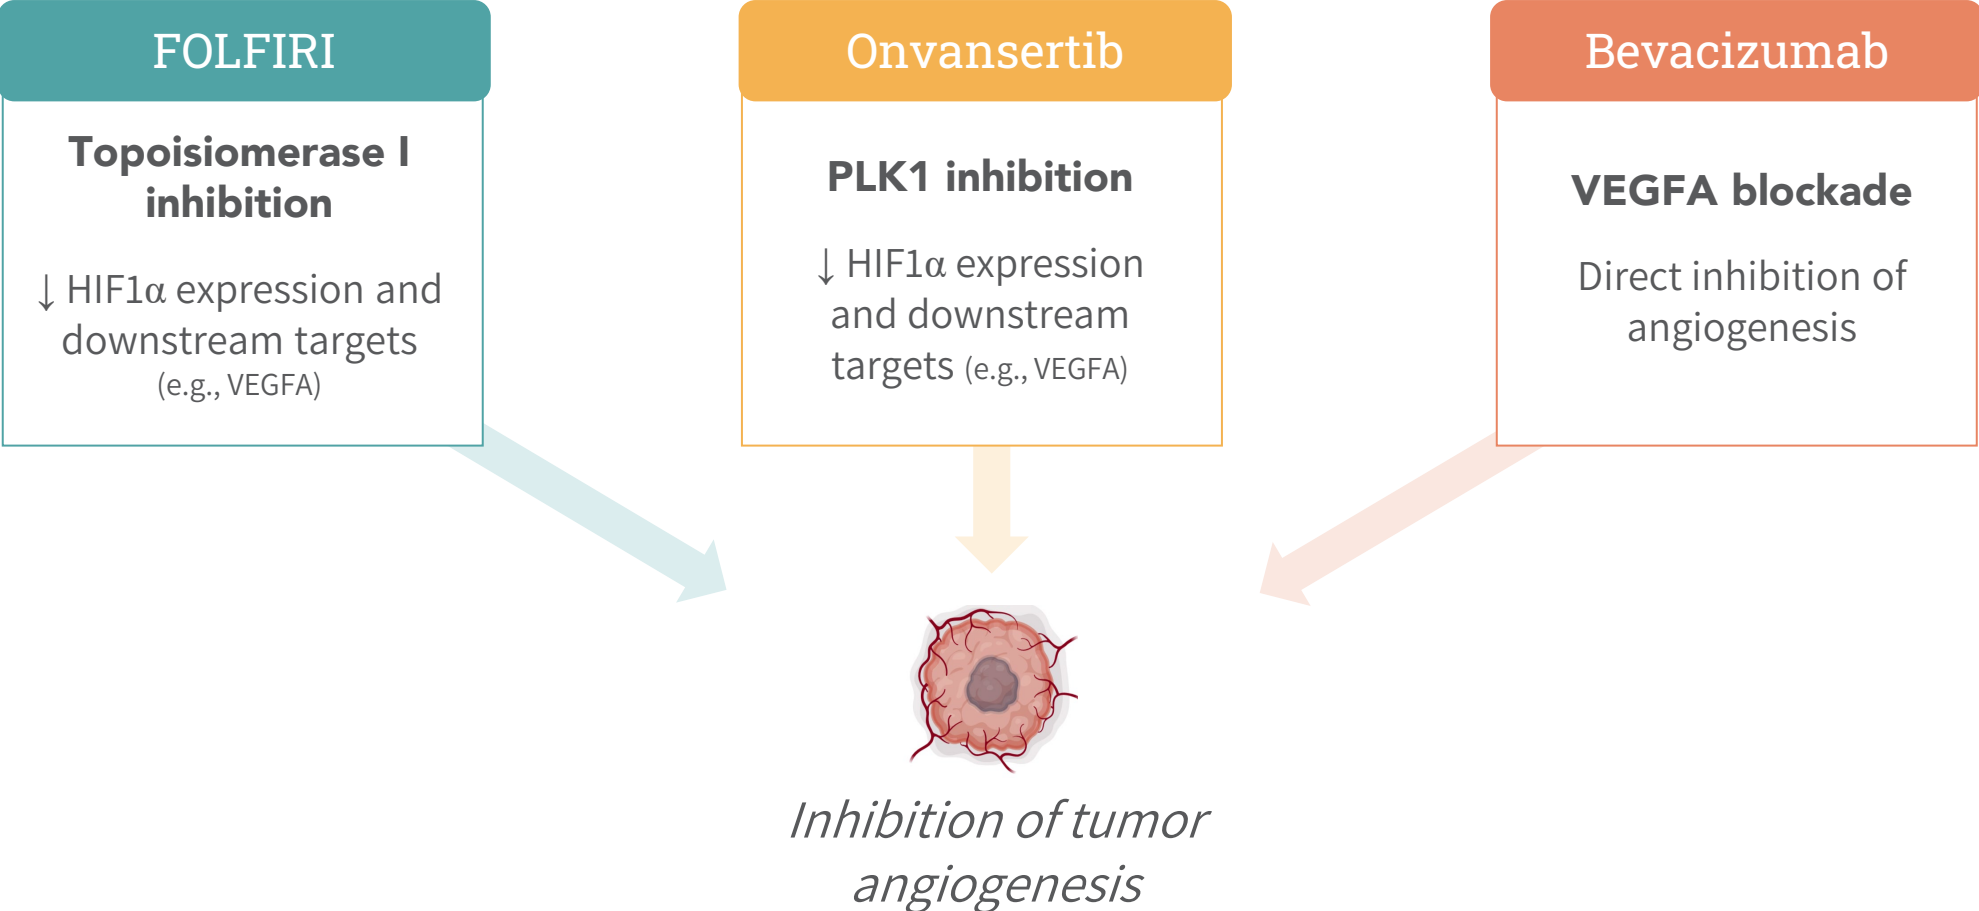 FOLFIRI
Topoisiomerase I
inhibition
↓ HIF1α expression and
downstream targets
(e.g., VEGFA)
Onvansertib
PLK1 inhibition
↓ HIF1α expression
and downstream
targets (e.g., VEGFA)
Bevacizumab
VEGFA blockade
Direct inhibition of
angiogenesis
Inhibition of tumor
angiogenesis